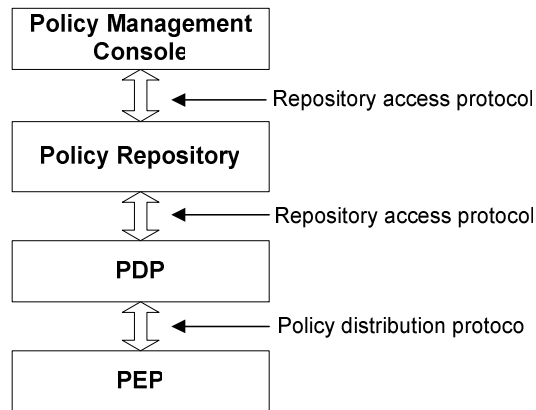 Policy Management
Console
Repository access protocol
Policy Repository
Repository access protocol
PDP
Policy distribution protoco
PEP